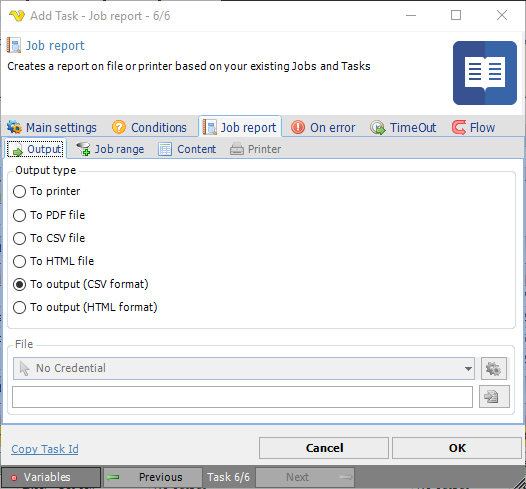 Add Task - Job report - 6/6
Job report
Creates a report on file or printer based on your existing Jobs and Tasks
Main settings Conditions Job report On error TimeOut Flow
Output Job range Content Printer
Output type
To printer
To PDF file
To CSV file
To HTML file
To output (CSV format)
To output (HTML format)
File
No Credential
Copy Task Id Cancel OK
Variables Previous Task 6/6 Next